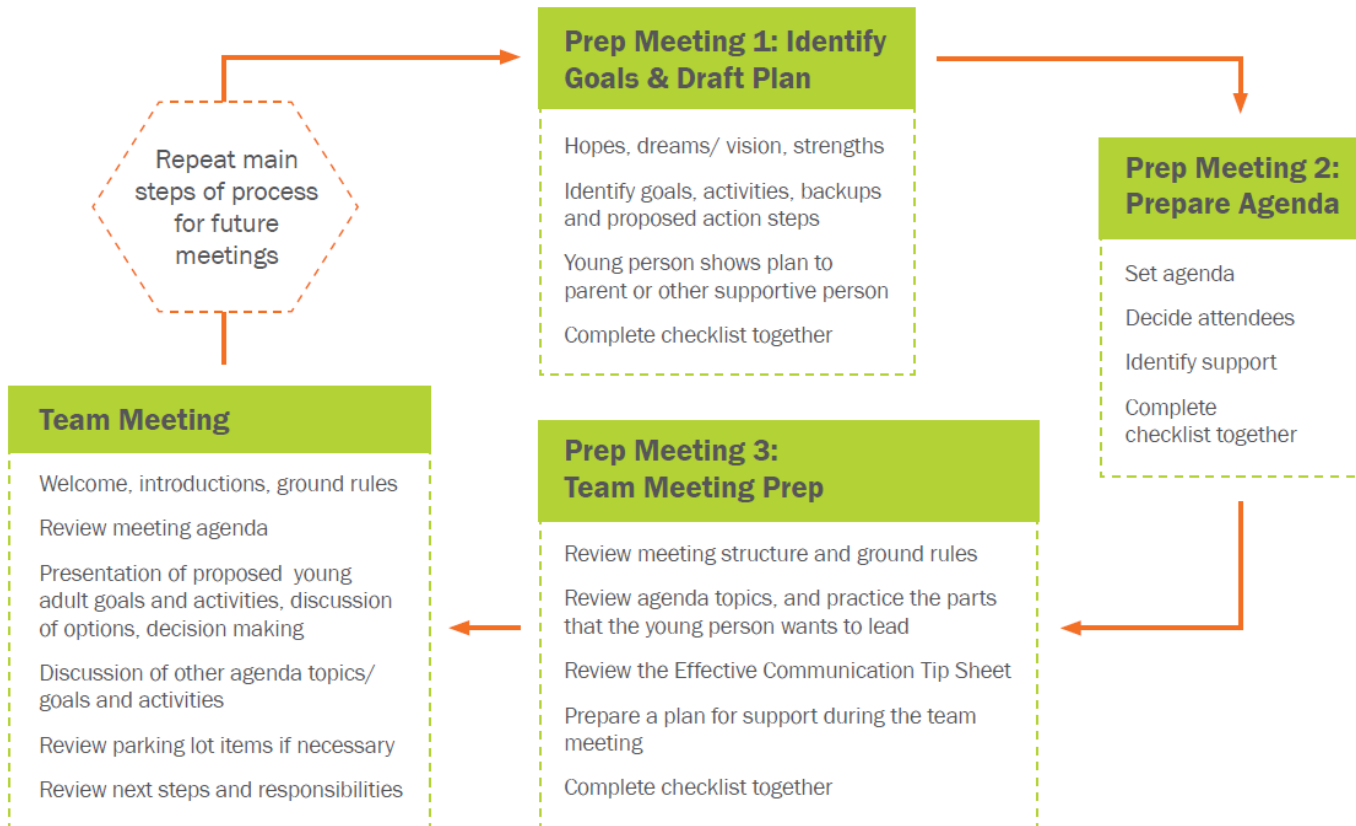 Repeat main
steps of process
for future
meetings
Prep Meeting 1: Identify
Goals & Draft Plan
Hopes, dreams/ vision, strengths
Identify goals, activities, backups
and proposed action steps
Young person shows plan to
parent or other supportive person
Complete checklist together
Prep Meeting 2:
Prepare Agenda
Set agenda
Decide attendees
Identify support
Complete
checklist together
Prep Meeting 3:
Team Meeting Prep
Review meeting structure and ground rules
Review agenda topics, and practice the parts
that the young person wants to lead
Review the Effective Communication Tip Sheet
Prepare a plan for support during the team
meeting
Complete checklist together
Team Meeting
Welcome, introductions, ground rules
Review meeting agenda
Presentation of proposed young
adult goals and activities, discussion
of options, decision making
Discussion of other agenda topics/
goals and activities
Review parking lot items if necessary
Review next steps and responsibilities